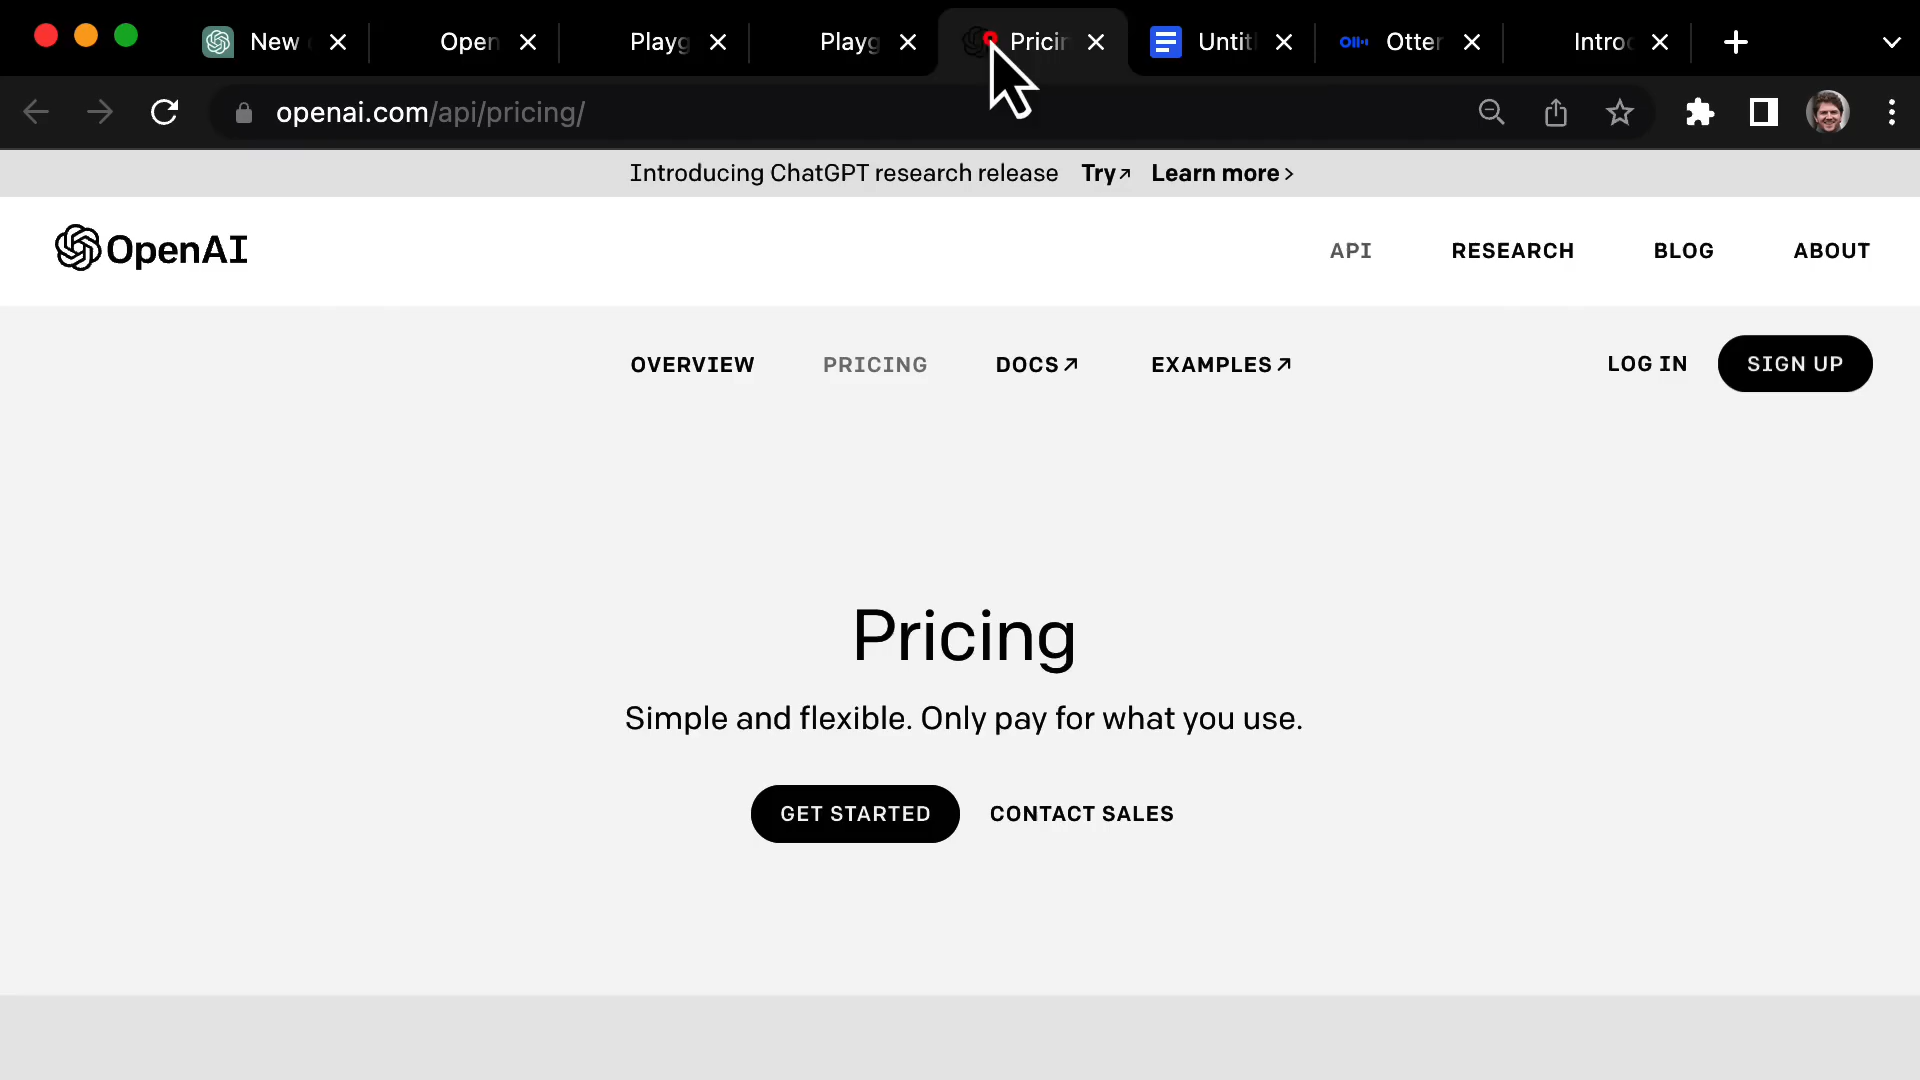 New
Open
Playg
Playg
Pricin
Untit
Otter
Introd
openai.com/api/pricing/
Introducing ChatGPT research release Try↗ Learn more >
OpenAI
API RESEARCH BLOG ABOUT
OVERVIEW PRICING DOCS↗ EXAMPLES↗ LOG IN SIGN UP
Pricing
Simple and flexible. Only pay for what you use.
GET STARTED CONTACT SALES